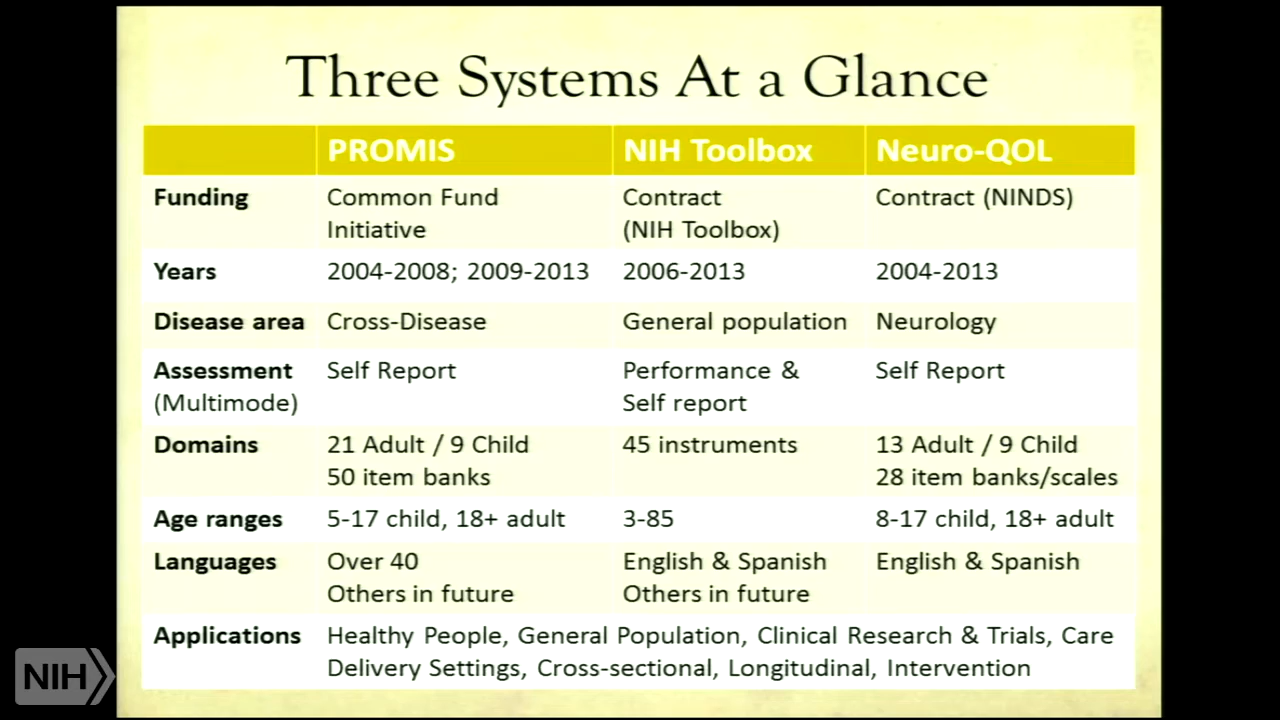 Three Systems At a Glance
PROMIS NIH Toolbox Neuro-QOL
Funding Common Fund Contract Contract (NINDS)
Initiative (NIH Toolbox)
Years 2004-2008; 2009-2013 2006-2013 2004-2013
Disease area Cross-Disease General population Neurology
Assessment Self Report Performance & Self Report
(Multimode) Self report
Domains 21 Adult / 9 Child 45 instruments 13 Adult / 9 Child
50 item banks 28 item banks/scales
Age ranges 5-17 child, 18+ adult 3-85 8-17 child, 18+ adult
Languages Over 40 English & Spanish English & Spanish
Others in future Others in future
Applications Healthy People, General Population, Clinical Research & Trials, Care
Delivery Settings, Cross-sectional, Longitudinal, Intervention
NIH